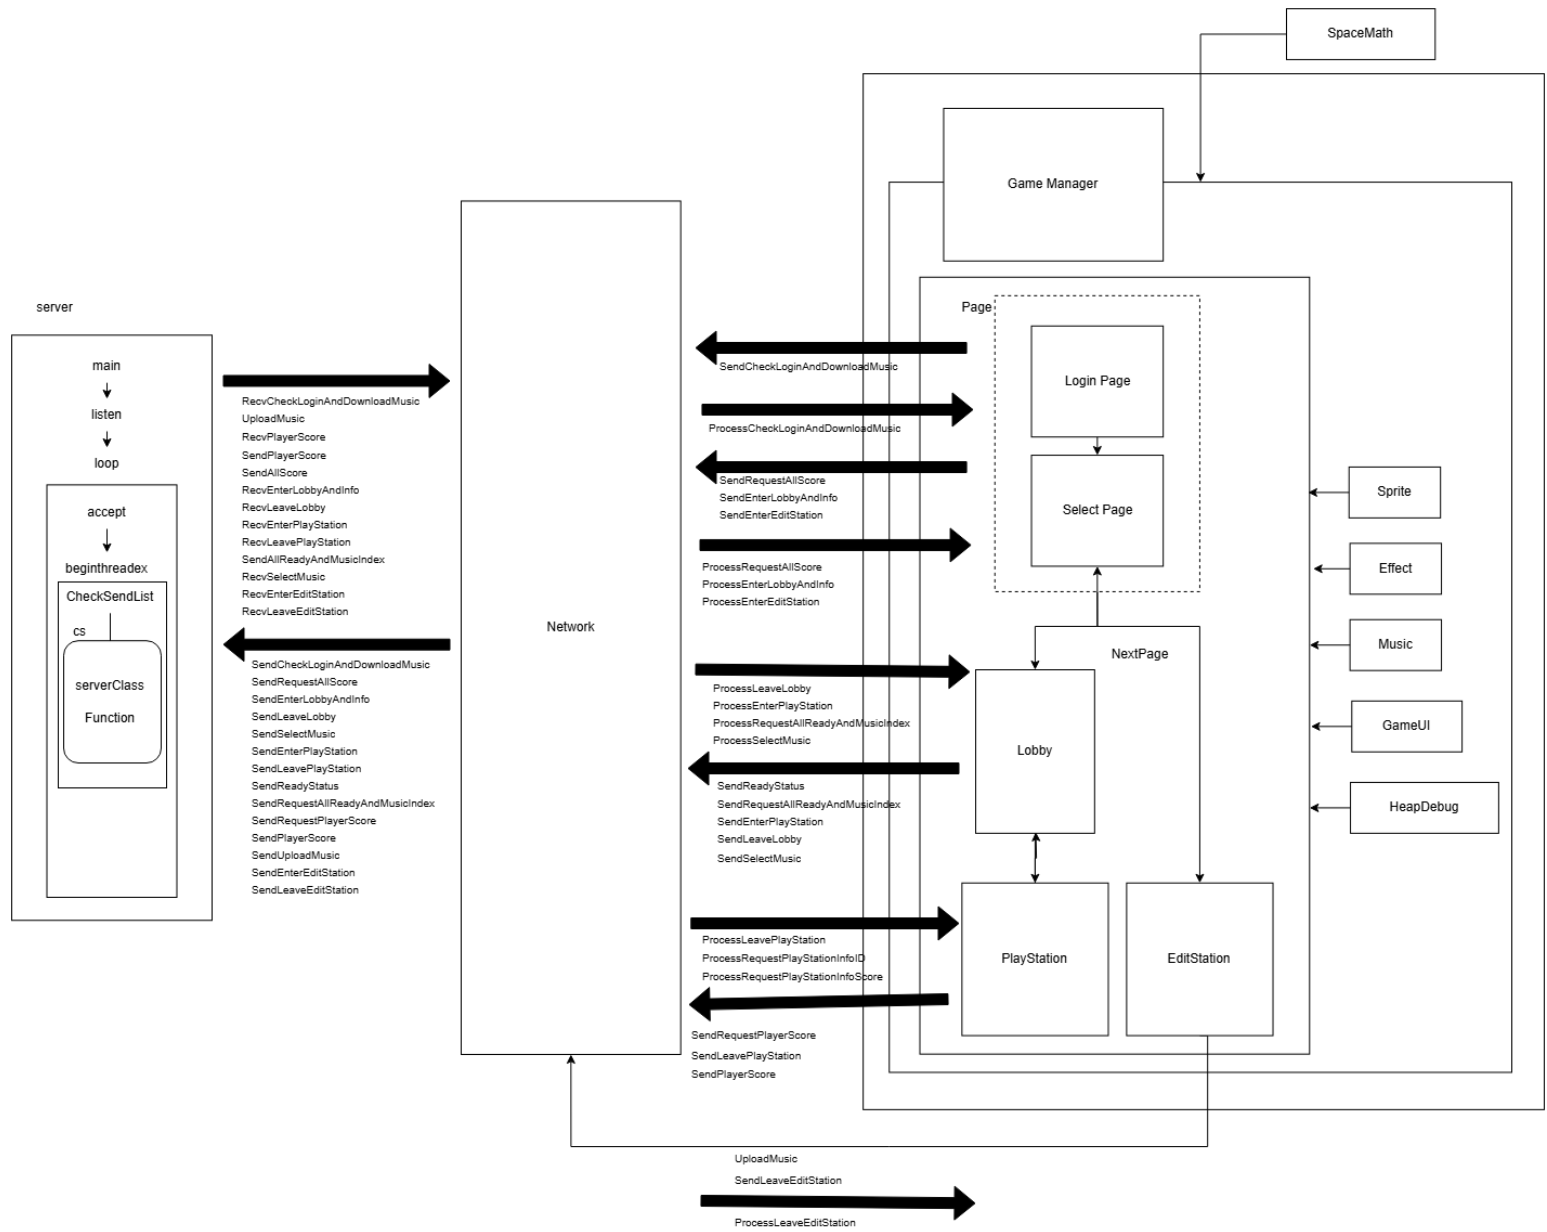 SpaceMath
Game Manager
server
main
listen
loop
accept
beginthreadex
CheckSendList
cs
serverClass
Function
RecvCheckLoginAndDownloadMusic
UploadMusic
RecvPlayerScore
SendPlayerScore
SendAllScore
RecvEnterLobbyAndInfo
RecvLeaveLobby
RecvEnterPlayStation
RecvLeavePlayStation
SendAllReadyAndMusicIndex
RecvSelectMusic
RecvEnterEditStation
RecvLeaveEditStation
SendCheckLoginAndDownloadMusic
SendRequestAllScore
SendEnterLobbyAndInfo
SendLeaveLobby
SendSelectMusic
SendEnterPlayStation
SendLeavePlayStation
SendReadyStatus
SendRequestAllReadyAndMusicIndex
SendRequestPlayerScore
SendPlayerScore
SendUploadMusic
SendEnterEditStation
SendLeaveEditStation
Network
SendCheckLoginAndDownloadMusic
ProcessCheckLoginAndDownloadMusic
SendRequestAllScore
SendEnterLobbyAndInfo
SendEnterEditStation
ProcessRequestAllScore
ProcessEnterLobbyAndInfo
ProcessEnterEditStation
ProcessLeaveLobby
ProcessEnterPlayStation
ProcessRequestAllReadyAndMusicIndex
ProcessSelectMusic
SendReadyStatus
SendRequestAllReadyAndMusicIndex
SendEnterPlayStation
SendLeaveLobby
SendSelectMusic
ProcessLeavePlayStation
ProcessRequestPlayStationInfoID
ProcessRequestPlayStationInfoScore
SendRequestPlayerScore
SendLeavePlayStation
SendPlayerScore
UploadMusic
SendLeaveEditStation
ProcessLeaveEditStation
Page
Login Page
Select Page
NextPage
Lobby
PlayStation
EditStation
Sprite
Effect
Music
GameUI
HeapDebug